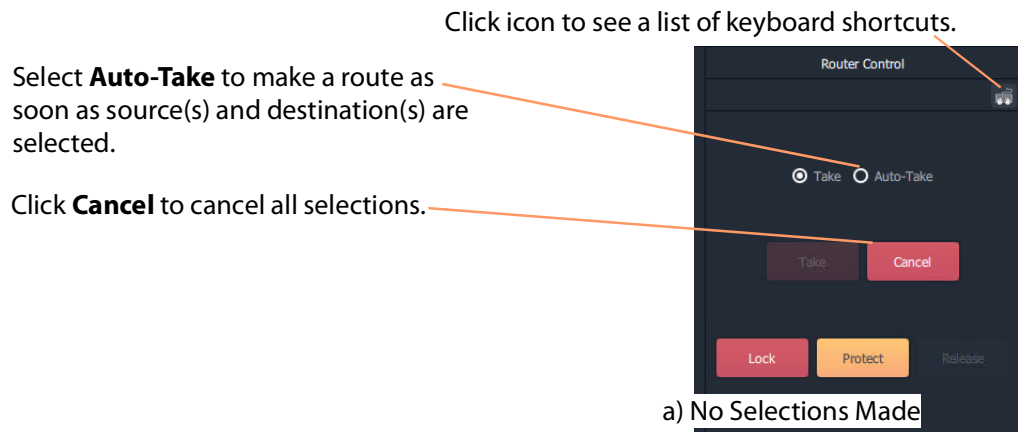 Click icon to see a list of keyboard shortcuts.
Router Control
Select Auto-Take to make a route as
soon as source(s) and destination(s) are
selected.
Take Auto-Take
Click Cancel to cancel all selections.
Take Cancel
Lock Protect Release
a) No Selections Made